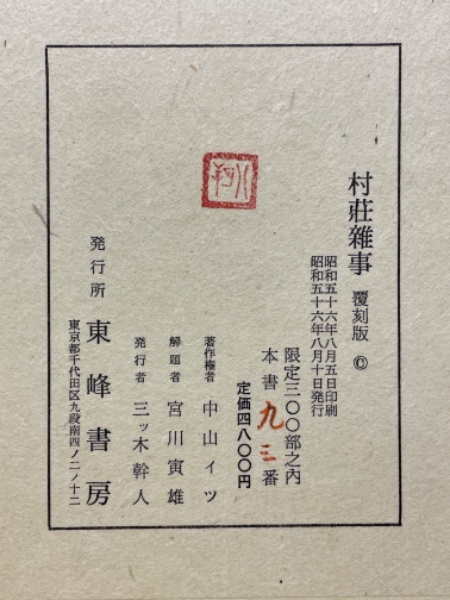 村荘雑事 覆刻版 ©
昭和五十六年八月五日印刷
昭和五十六年八月十日発行
限定三〇〇部之内
本書九三番
定価四八〇〇円
著作権者 中山イツ
解題者 宮川寅雄
発行者 三ッ木幹人
発行所 東峰書房
東京都千代田区九段南四ノ二ノ十二